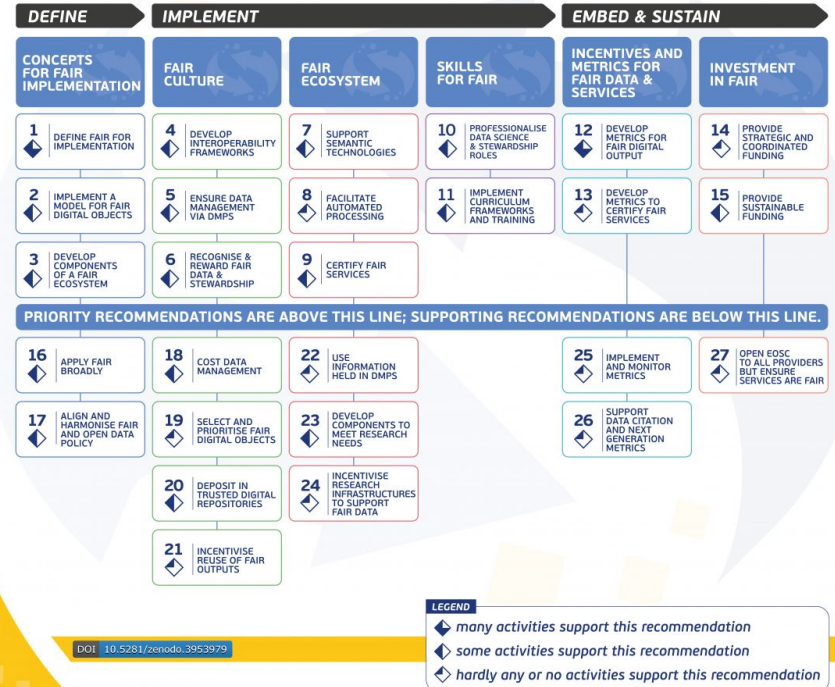 DEFINE
IMPLEMENT
EMBED & SUSTAIN
CONCEPTS
FOR FAIR
IMPLEMENTATION
FAIR
CULTURE
FAIR
ECOSYSTEM
SKILLS
FOR FAIR
INCENTIVES AND
METRICS FOR
FAIR DATA &
SERVICES
INVESTMENT
IN FAIR
1
DEFINE FAIR FOR
IMPLEMENTATION
4
DEVELOP
INTEROPERABILITY
FRAMEWORKS
7
SUPPORT
SEMANTIC
TECHNOLOGIES
10
PROFESSIONALISE
DATA SCIENCE
& STEWARDSHIP
ROLES
12
DEVELOP
METRICS FOR
FAIR DIGITAL
OUTPUT
14
PROVIDE
STRATEGIC AND
COORDINATED
FUNDING
2
IMPLEMENT A
MODEL FOR FAIR
DIGITAL OBJECTS
5
ENSURE DATA
MANAGEMENT
VIA DMPS
8
FACILITATE
AUTOMATED
PROCESSING
11
IMPLEMENT
CURRICULUM
FRAMEWORKS
AND TRAINING
13
DEVELOP
METRICS TO
CERTIFY FAIR
SERVICES
15
PROVIDE
SUSTAINABLE
FUNDING
3
DEVELOP
COMPONENTS
OF A FAIR
ECOSYSTEM
6
RECOGNISE &
REWARD FAIR
DATA &
STEWARDSHIP
9
CERTIFY FAIR
SERVICES
PRIORITY RECOMMENDATIONS ARE ABOVE THIS LINE; SUPPORTING RECOMMENDATIONS ARE BELOW THIS LINE.
16
APPLY FAIR
BROADLY
18
COST DATA
MANAGEMENT
22
USE
INFORMATION
HELD IN DMPS
25
IMPLEMENT
AND MONITOR
METRICS
27
OPEN EOSC
TO ALL PROVIDERS
BUT ENSURE
SERVICES ARE FAIR
17
ALIGN AND
HARMONISE FAIR
AND OPEN DATA
POLICY
19
SELECT AND
PRIORITISE FAIR
DIGITAL OBJECTS
23
DEVELOP
COMPONENTS TO
MEET RESEARCH
NEEDS
26
SUPPORT
DATA CITATION
AND NEXT
GENERATION
METRICS
20
DEPOSIT IN
TRUSTED DIGITAL
REPOSITORIES
24
INCENTIVISE
RESEARCH
INFRASTRUCTURES
TO SUPPORT
FAIR DATA
21
INCENTIVISE
REUSE OF FAIR
OUTPUTS
LEGEND
many activities support this recommendation
some activities support this recommendation
hardly any or no activities support this recommendation
DOI 10.5281/zenodo.3953979